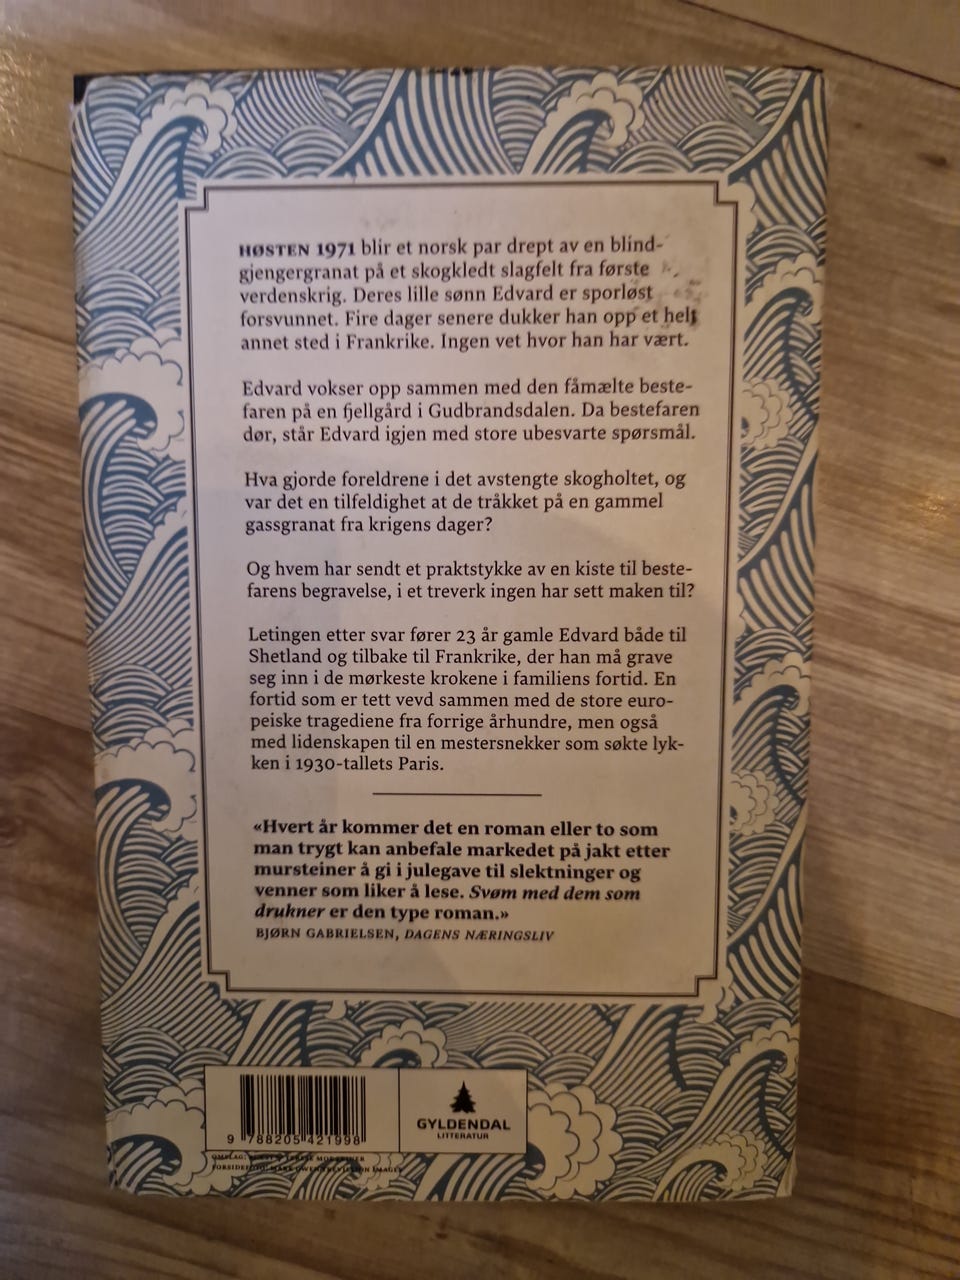 HØSTEN 1971 blir et norsk par drept av en blind-
gjengergranat på et skogkledt slagfelt fra første
verdenskrig. Deres lille sønn Edvard er sporløst
forsvunnet. Fire dager senere dukker han opp et helt
annet sted i Frankrike. Ingen vet hvor han har vært.
Edvard vokser opp sammen med den fåmælte beste-
faren på en fjellgård i Gudbrandsdalen. Da bestefaren
dør, står Edvard igjen med store ubesvarte spørsmål.
Hva gjorde foreldrene i det avstengte skogholtet, og
var det en tilfeldighet at de tråkket på en gammel
gassgranat fra krigens dager?
Og hvem har sendt et praktstykke av en kiste til beste-
farens begravelse, i et treverk ingen har sett maken til?
Letingen etter svar fører 23 år gamle Edvard både til
Shetland og tilbake til Frankrike, der han må grave
seg inn i de mørkeste krokene i familiens fortid. En
fortid som er tett vevd sammen med de store euro-
peiske tragediene fra forrige århundre, men også
med lidenskapen til en mestersnekker som søkte lyk-
ken i 1930-tallets Paris.
«Hvert år kommer det en roman eller to som
man trygt kan anbefale markedet på jakt etter
mursteiner å gi i julegave til slektninger og
venner som liker å lese. Svøm med dem som
drukner er den type roman.»
BJØRN GABRIELSEN, DAGENS NÆRINGSLIV
9 788205 421998
GYLDENDAL
LITTERATUR
OMSLAG:
IMAGES